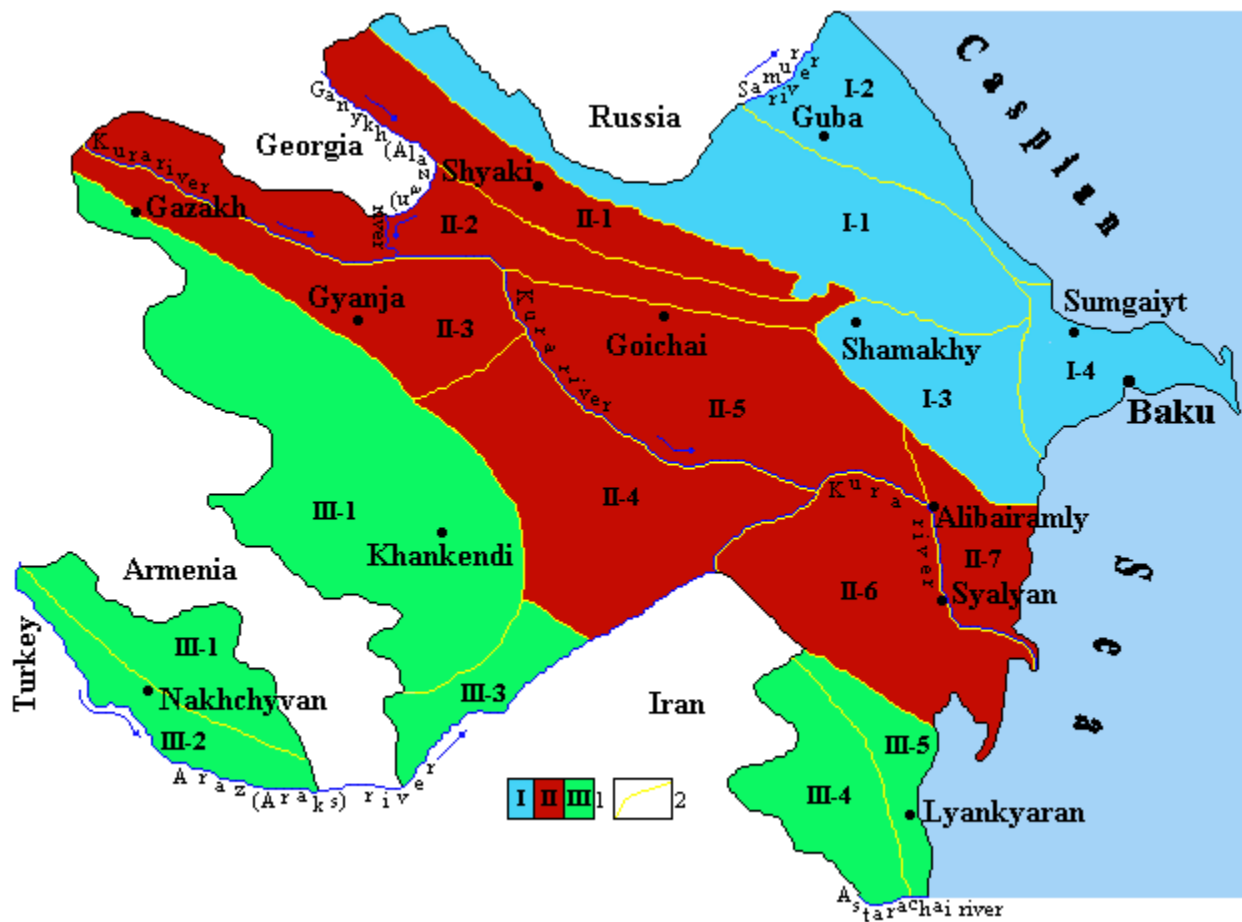 Caspian Sea
Samur river
I-2
Guba
Russia
Ganykh (Alazan) river
Georgia
Kura river
Shyaki
Gazakh
II-2
II-1
I-1
Gyanja
II-3
Kura river
Goichai
Sumgaiyt
Shamakhy
I-4
I-3
Baku
II-5
III-1
II-4
Kura river
Alibairamly
Khankendi
II-7
Armenia
II-6
Syalyan
Turkey
III-1
Nakhchyvan
III-3
Iran
III-2
III-5
Araz (Araks) river
I II III 1 2
III-4
Lyankyaran
Astarachai river